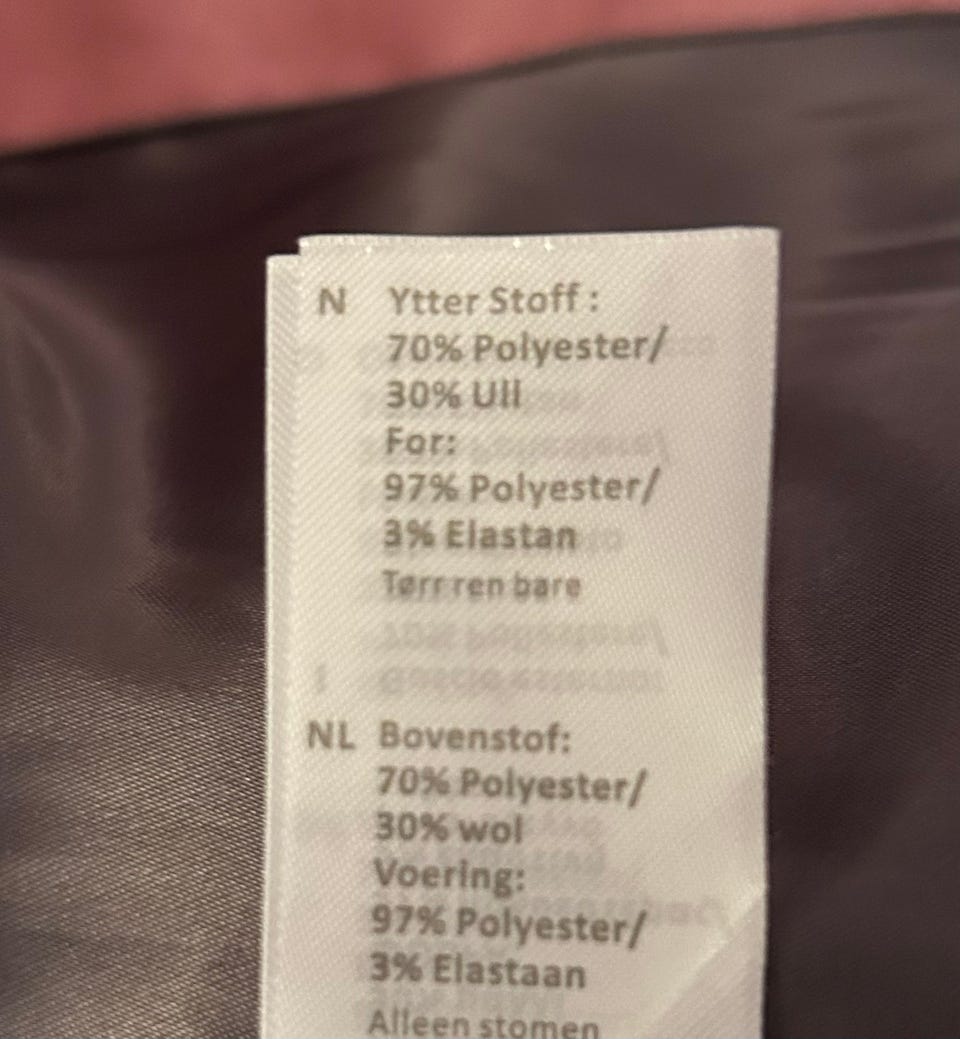 N Ytter Stoff :
70% Polyester/
30% Ull
For:
97% Polyester/
3% Elastan
Tørr ren bare
NL Bovenstof:
70% Polyester/
30% wol
Voering:
97% Polyester/
3% Elastaan
Alleen stomen